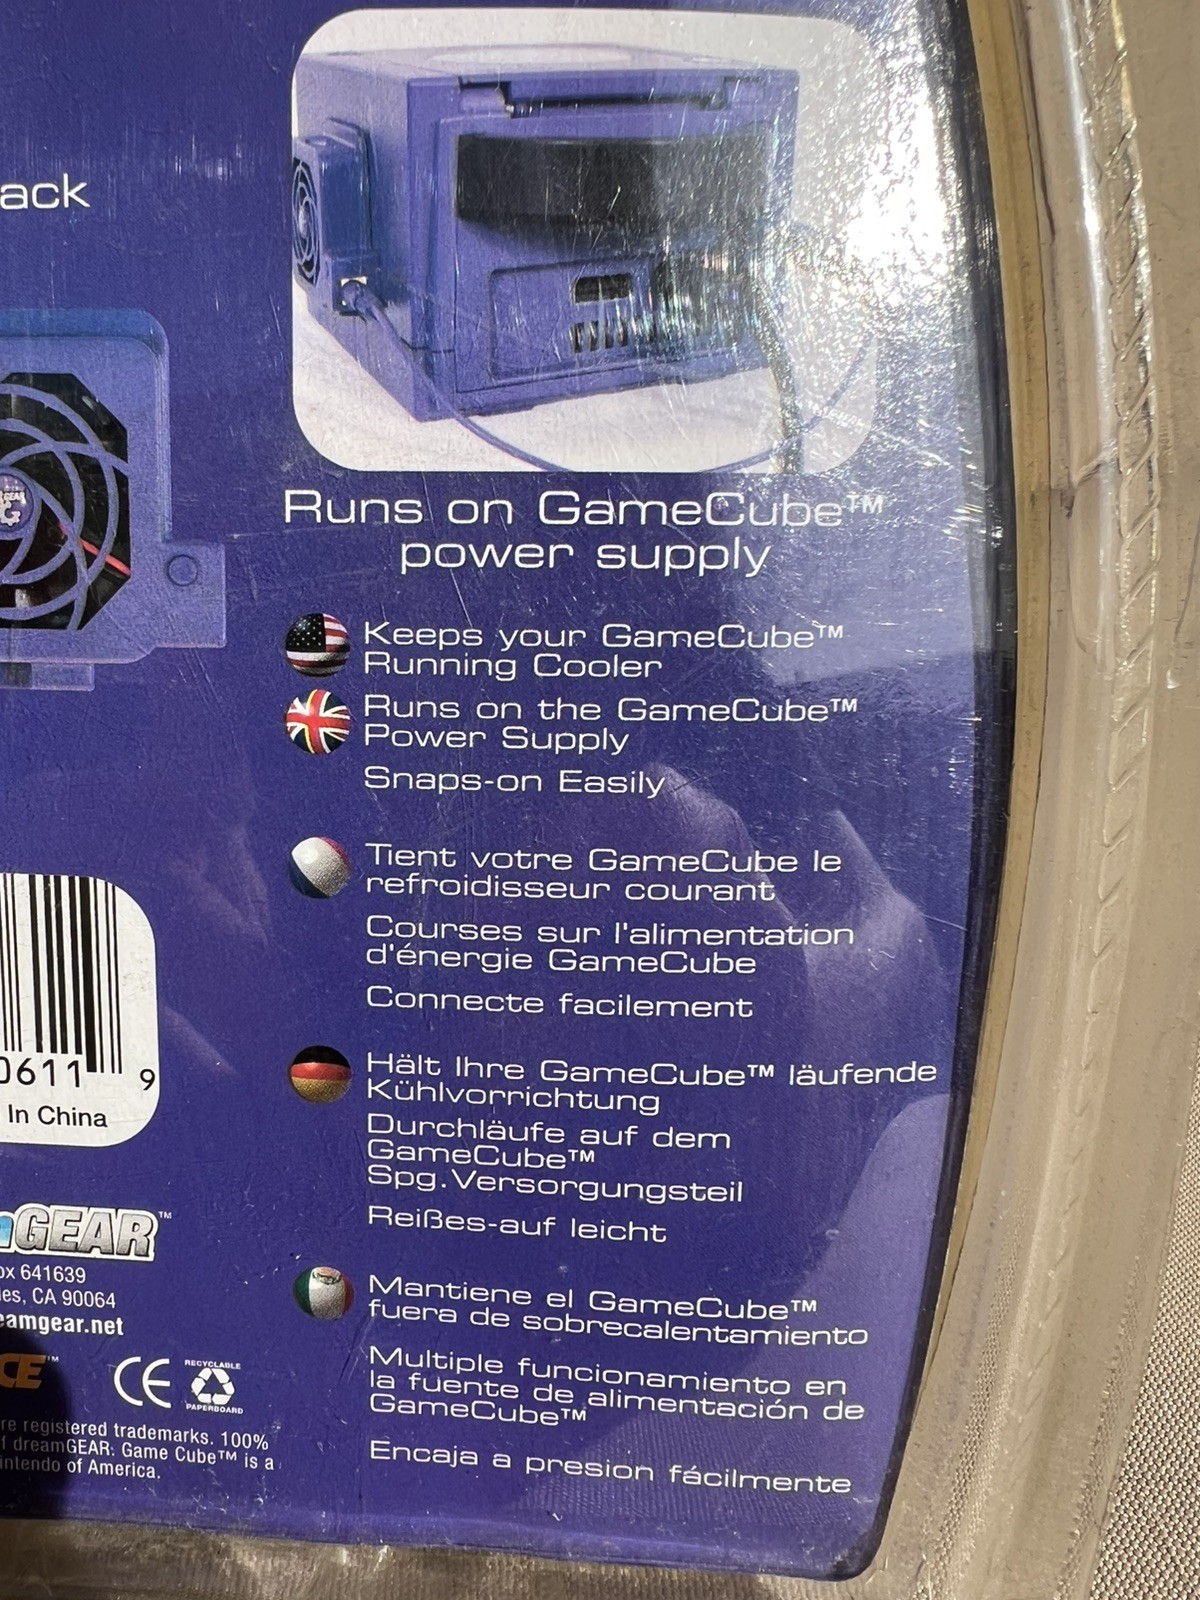 Runs on GameCube™
power supply
Keeps your GameCube™
Running Cooler
Runs on the GameCube™
Power Supply
Snaps-on Easily
Tient votre GameCube le
refroidisseur courant
Courses sur l'alimentation
d'énergie GameCube
Connecte facilement
Hält Ihre GameCube™ läufende
Kühlvorrichtung
Durchläufe auf dem
GameCube™
Spg.Versorgungsteil
Reißes-auf leicht
Mantiene el GameCube™
fuera de sobrecalentamiento
Multiple funcionamiento en
la fuente de alimentación de
GameCube™
Encaja a presion fácilmente
ack
GEAR
0611 9
In China
GEAR™
ox 641639
es, CA 90064
eamgear.net
CE™
CE
RECYCLABLE
PAPERBOARD
re registered trademarks. 100%
f dreamGEAR. Game Cube™ is a
intendo of America.